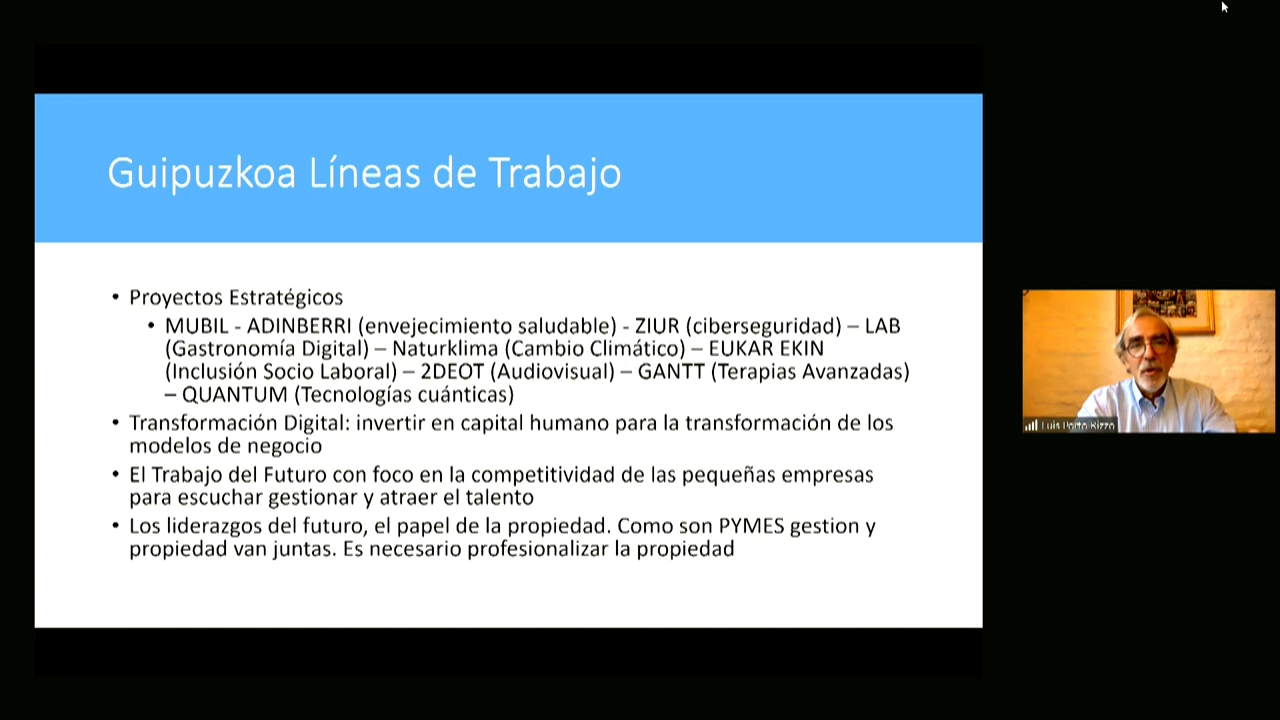 Guipuzkoa Líneas de Trabajo
• Proyectos Estratégicos
• MUBIL - ADINBERRI (envejecimiento saludable) - ZIUR (ciberseguridad) – LAB
(Gastronomía Digital) – Naturklima (Cambio Climático) – EUKAR EKIN
(Inclusión Socio Laboral) – 2DEOT (Audiovisual) – GANTT (Terapias Avanzadas)
– QUANTUM (Tecnologías cuánticas)
• Transformación Digital: invertir en capital humano para la transformación de los
modelos de negocio
• El Trabajo del Futuro con foco en la competitividad de las pequeñas empresas
para escuchar gestionar y atraer el talento
• Los liderazgos del futuro, el papel de la propiedad. Como son PYMES gestion y
propiedad van juntas. Es necesario profesionalizar la propiedad
Luis Porto Rizzo